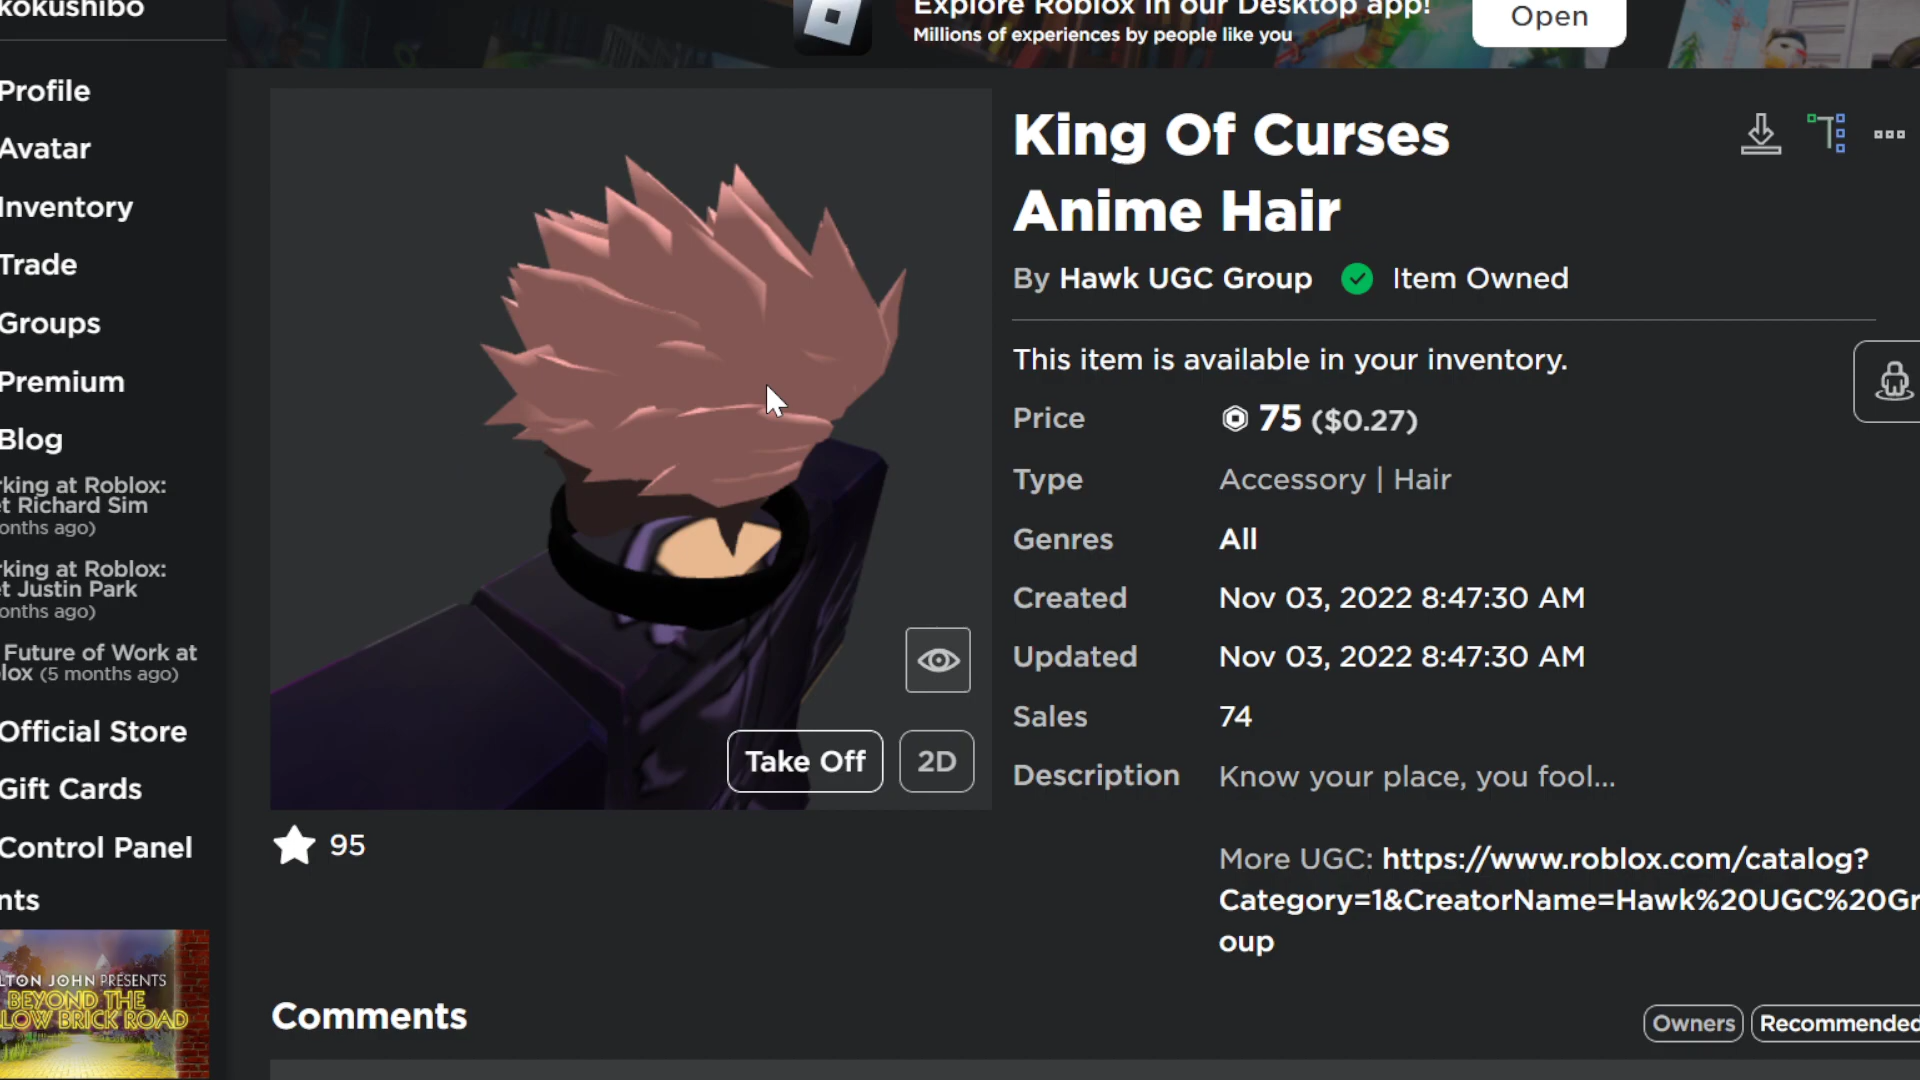 kokushibo
Profile
Avatar
Inventory
Trade
Groups
Premium
Blog
rking at Roblox:
et Richard Sim
onths ago)
rking at Roblox:
et Justin Park
onths ago)
Future of Work at
lox (5 months ago)
Official Store
Gift Cards
Control Panel
nts
LTON JOHN PRESENTS
BEYOND THE
LOW BRICK ROAD
Explore Roblox in our Desktop app!
Millions of experiences by people like you
Open
King Of Curses
Anime Hair
By Hawk UGC Group Item Owned
This item is available in your inventory.
Price 75 ($0.27)
Type Accessory | Hair
Genres All
Created Nov 03, 2022 8:47:30 AM
Updated Nov 03, 2022 8:47:30 AM
Sales 74
Description Know your place, you fool...
More UGC: https://www.roblox.com/catalog?
Category=1&CreatorName=Hawk%20UGC%20Gr
oup
Take Off
2D
95
Comments
Owners
Recommended